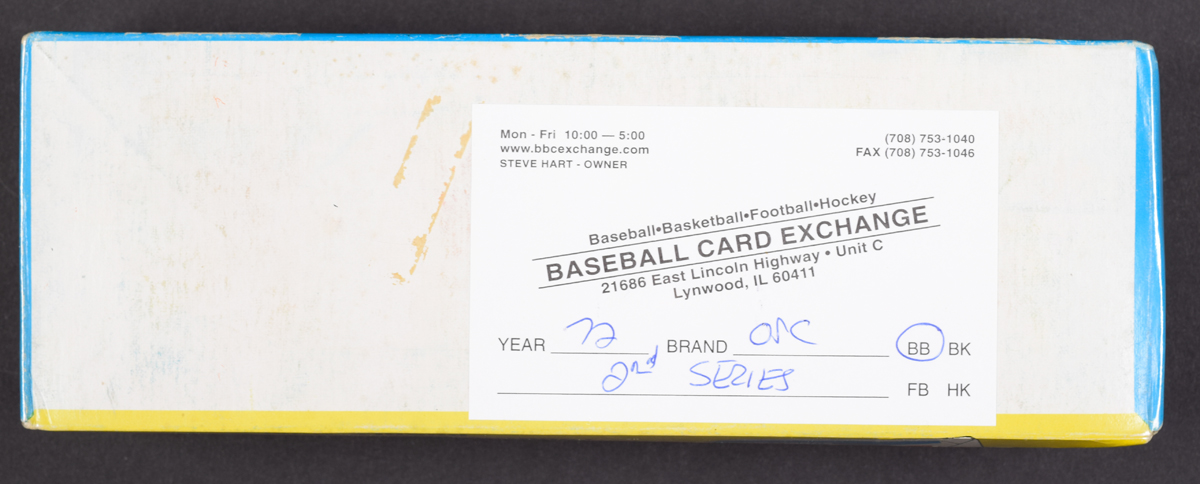 Mon - Fri 10:00 — 5:00
www.bbcexchange.com
STEVE HART - OWNER
(708) 753-1040
FAX (708) 753-1046
Baseball•Basketball•Football•Hockey
BASEBALL CARD EXCHANGE
21686 East Lincoln Highway • Unit C
Lynwood, IL 60411
YEAR 72 BRAND OPC BB BK
2nd SERIES FB HK